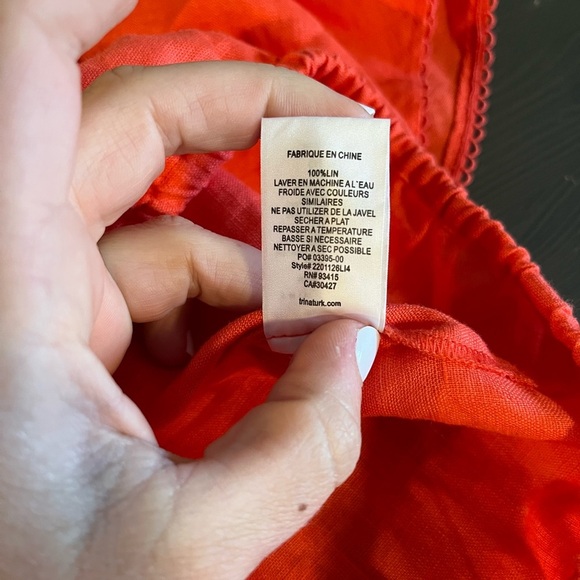 FABRIQUE EN CHINE
100%LIN
LAVER EN MACHINE A L'EAU
FROIDE AVEC COULEURS
SIMILAIRES
NE PAS UTILIZER DE LA JAVEL
SECHER A PLAT
REPASSER A TEMPERATURE
BASSE SI NECESSAIRE
NETTOYER A SEC POSSIBLE
PO# 03395-00
Style# 2201126LI4
RN# 93415
CA#30427
trinaturk.com